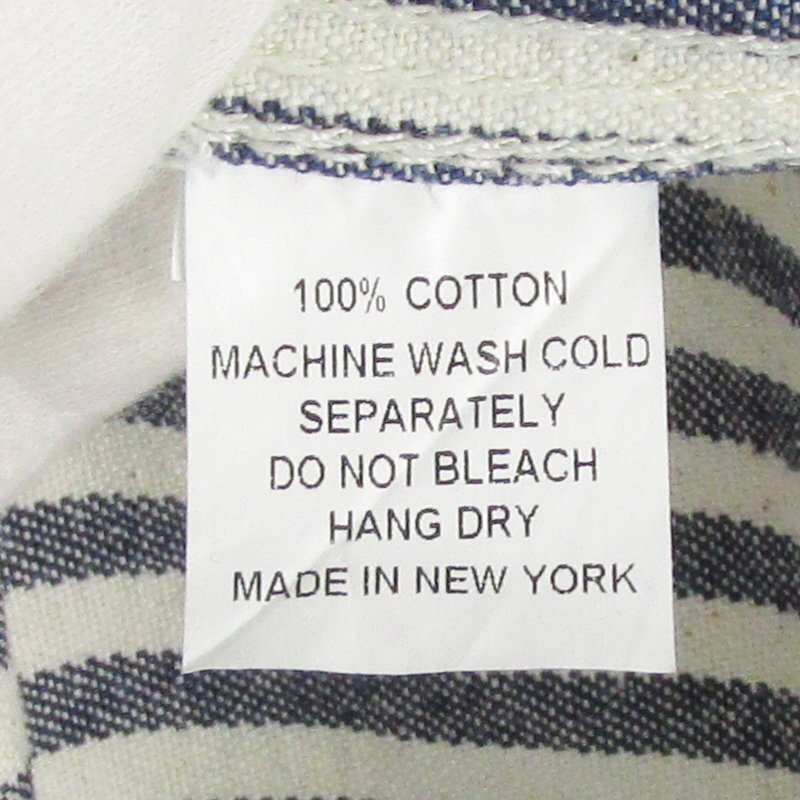 100% COTTON
MACHINE WASH COLD
SEPARATELY
DO NOT BLEACH
HANG DRY
MADE IN NEW YORK